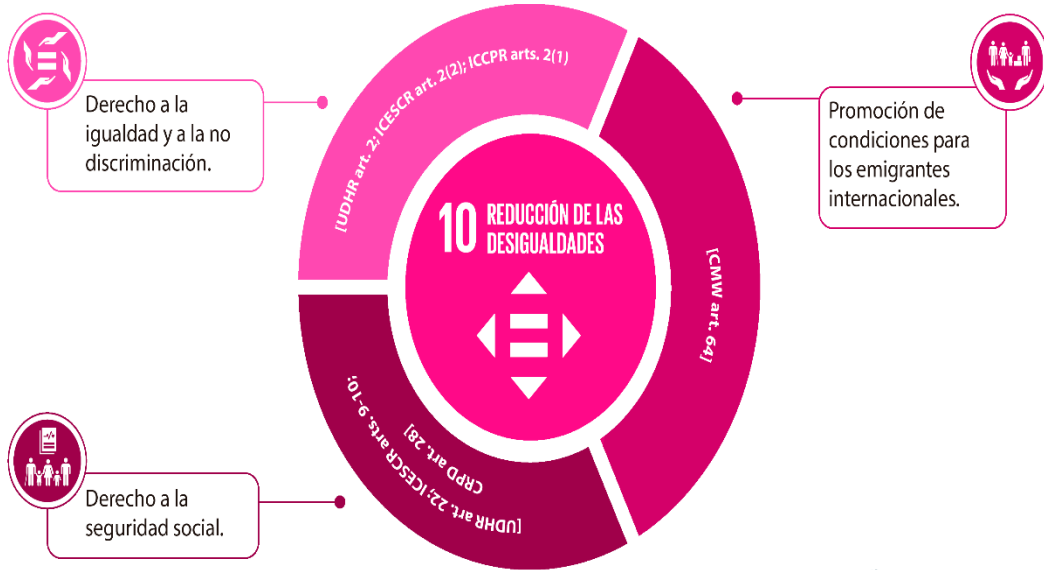 Derecho a la
igualdad y a la no
discriminación.
[UDHR art. 2; ICESCR art. 2(2); ICCPR arts. 2(1)
Promoción de
condiciones para
los emigrantes
internacionales.
[CMW art. 64]
10 REDUCCIÓN DE LAS
DESIGUALDADES
Derecho a la
seguridad social.
[UDHR art. 22; ICESCR arts. 9-10;
CRPD art. 28]